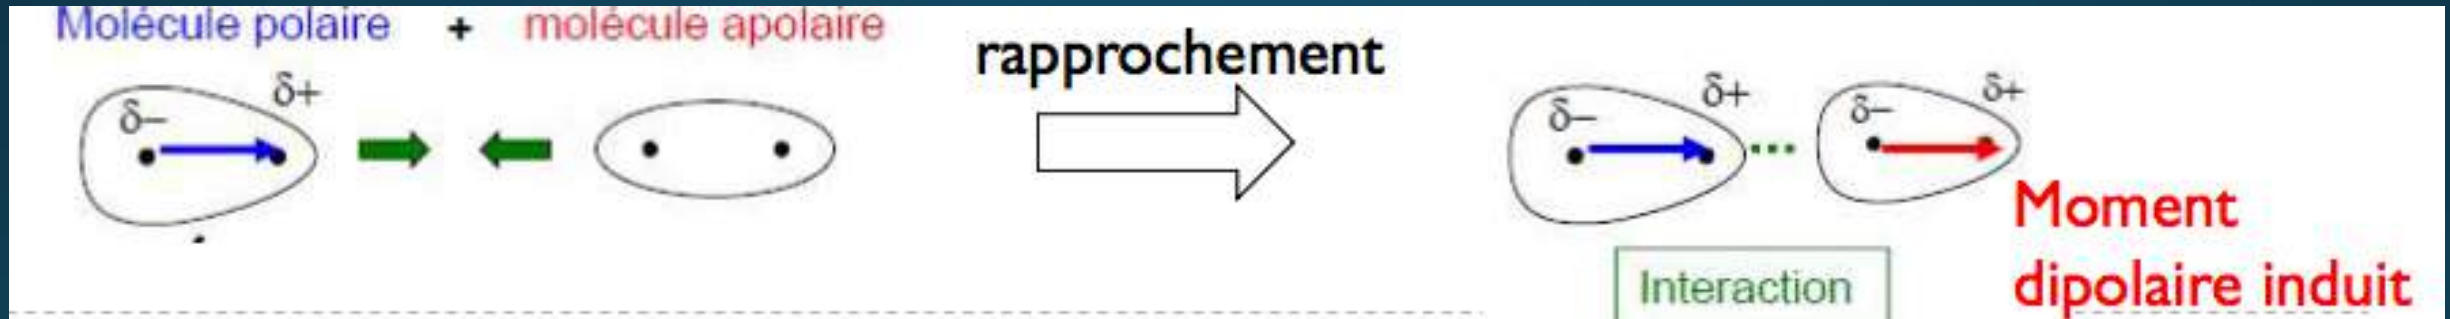 Molécule polaire + molécule apolaire
rapprochement
δ− δ+
δ− δ+ δ− δ+
Moment
dipolaire induit
Interaction